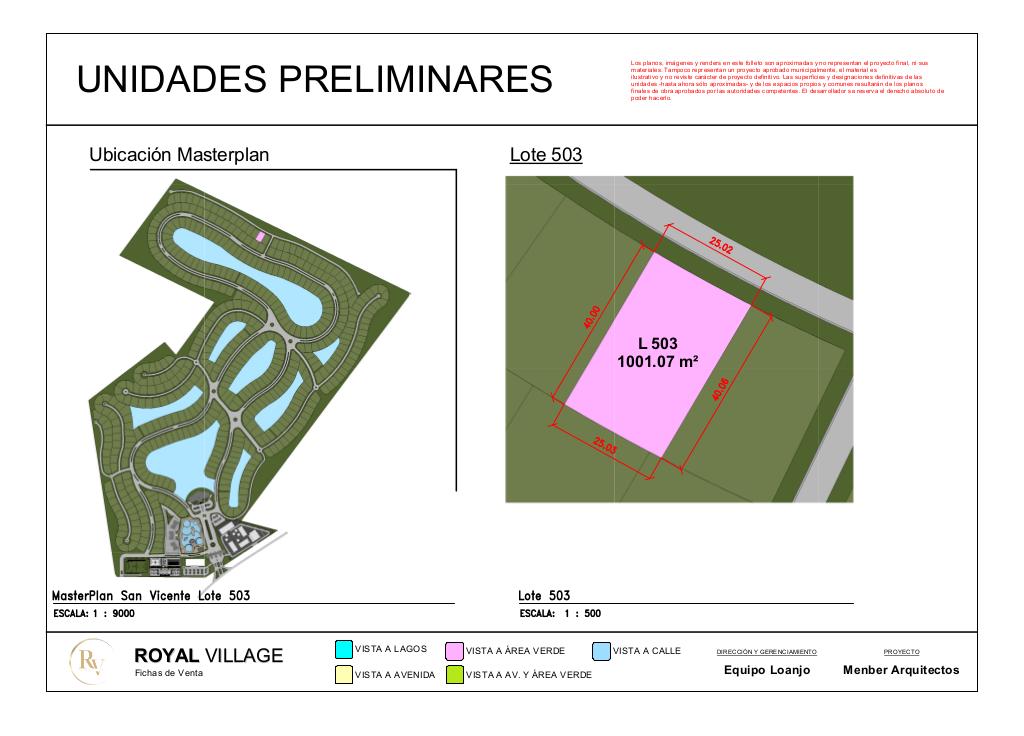 UNIDADES PRELIMINARES
Los planos, imágenes y renders en este folleto son aproximadas y no representan el proyecto final, ni sus
materiales. Tampoco representan un proyecto aprobado municipalmente, el material es
ilustrativo y no reviste carácter de proyecto definitivo. Las superficies y designaciones definitivas de las
unidades -hasta ahora sólo aproximadas- y de los espacios propios y comunes resultarán de los planos
finales de obra aprobados por las autoridades competentes. El desarrollador se reserva el derecho absoluto de
poder hacerlo.
Ubicación Masterplan
Lote 503
25.02
40.00
L 503
1001.07 m²
40.06
25.03
MasterPlan San Vicente Lote 503
ESCALA: 1 : 9000
Lote 503
ESCALA: 1 : 500
RV
ROYAL VILLAGE
Fichas de Venta
VISTA A LAGOS
VISTA A ÁREA VERDE
VISTA A CALLE
VISTA A AVENIDA
VISTA A AV. Y ÁREA VERDE
DIRECCIÓN Y GERENCIAMIENTO
Equipo Loanjo
PROYECTO
Menber Arquitectos